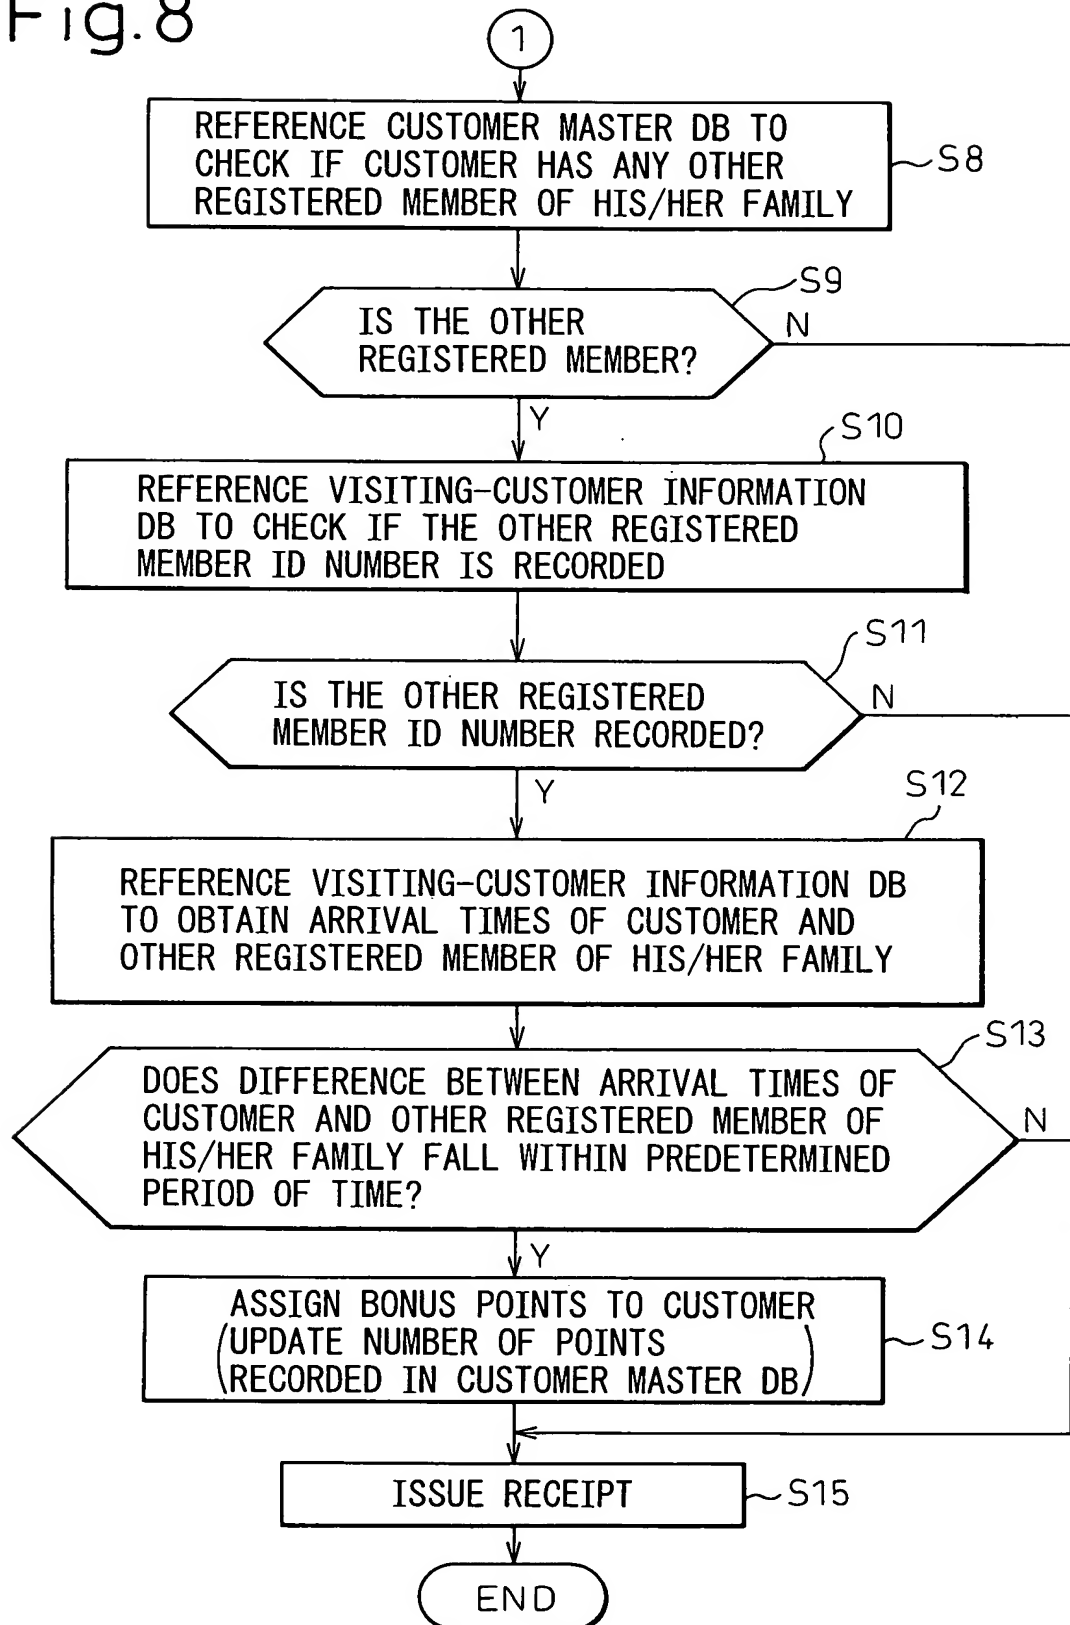 Fig.8
1
REFERENCE CUSTOMER MASTER DB TO
CHECK IF CUSTOMER HAS ANY OTHER
REGISTERED MEMBER OF HIS/HER FAMILY
S8
S9
IS THE OTHER
REGISTERED MEMBER?
N
Y
S10
REFERENCE VISITING-CUSTOMER INFORMATION
DB TO CHECK IF THE OTHER REGISTERED
MEMBER ID NUMBER IS RECORDED
S11
IS THE OTHER REGISTERED
MEMBER ID NUMBER RECORDED?
N
Y
S12
REFERENCE VISITING-CUSTOMER INFORMATION DB
TO OBTAIN ARRIVAL TIMES OF CUSTOMER AND
OTHER REGISTERED MEMBER OF HIS/HER FAMILY
S13
DOES DIFFERENCE BETWEEN ARRIVAL TIMES OF
CUSTOMER AND OTHER REGISTERED MEMBER OF
HIS/HER FAMILY FALL WITHIN PREDETERMINED
PERIOD OF TIME?
N
Y
ASSIGN BONUS POINTS TO CUSTOMER
(UPDATE NUMBER OF POINTS
RECORDED IN CUSTOMER MASTER DB)
S14
ISSUE RECEIPT
S15
END